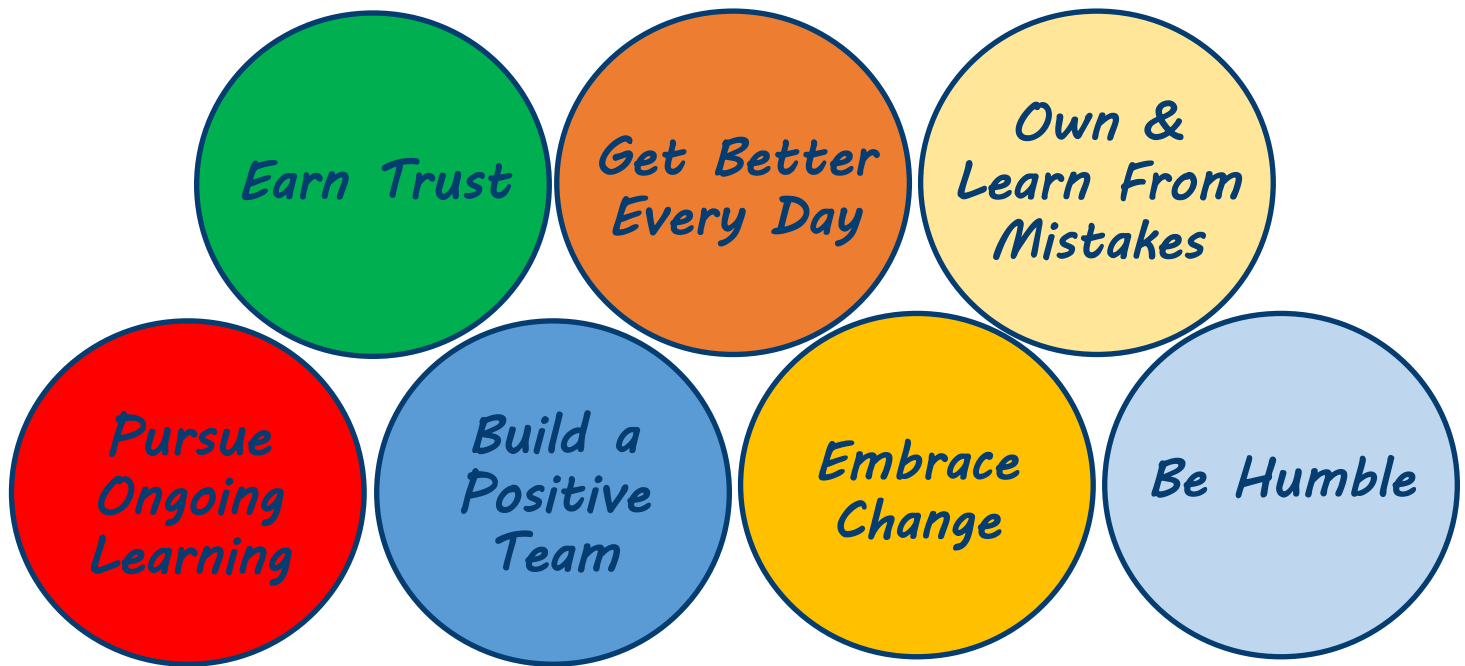 Earn Trust
Get Better
Every Day
Own &
Learn From
Mistakes
Pursue
Ongoing
Learning
Build a
Positive
Team
Embrace
Change
Be Humble